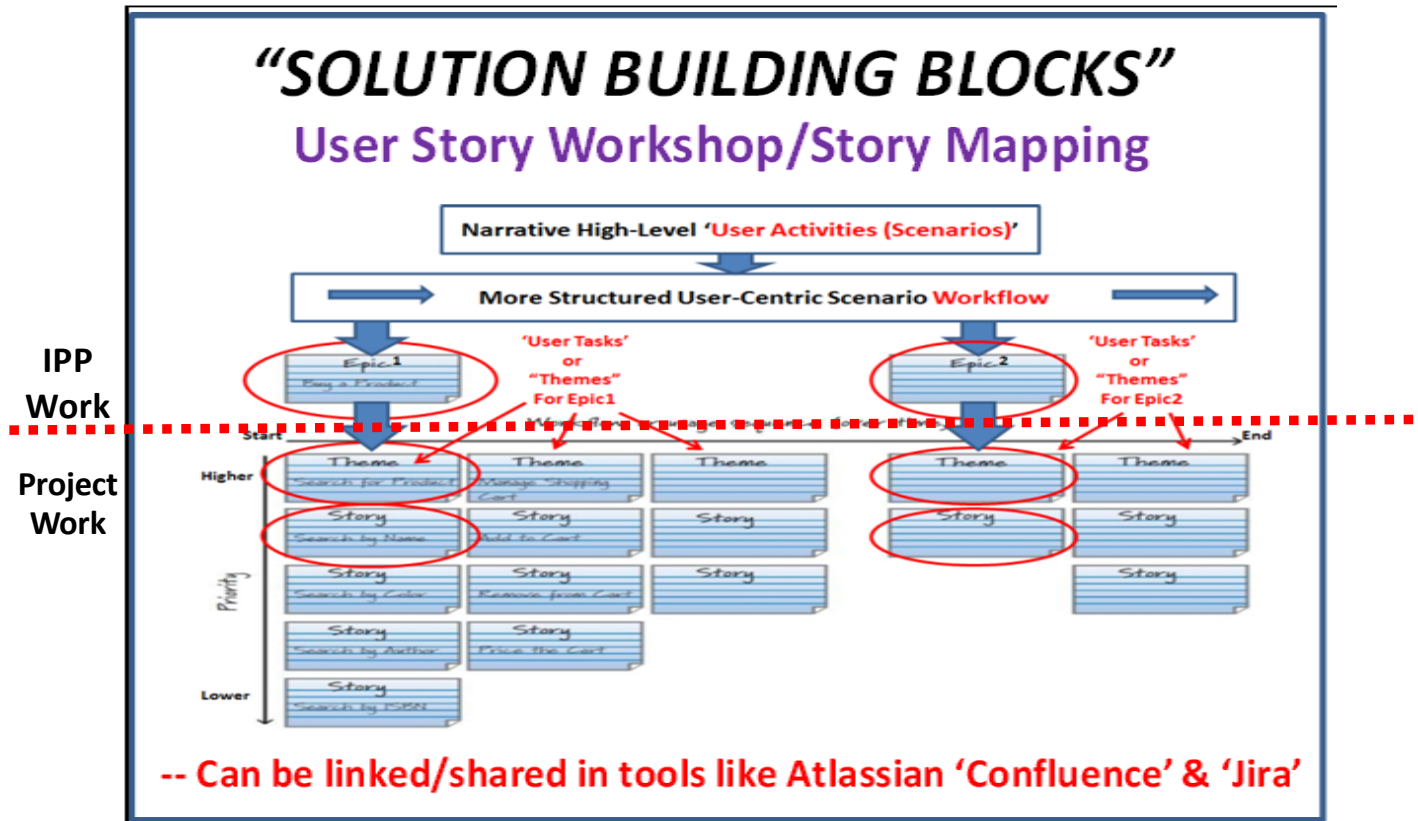 “SOLUTION BUILDING BLOCKS”
User Story Workshop/Story Mapping
Narrative High-Level ‘User Activities (Scenarios)’
More Structured User-Centric Scenario Workflow
IPP
Work
Epic1
Buy a Product
‘User Tasks’
or
“Themes”
For Epic1
Epic2
‘User Tasks’
or
“Themes”
For Epic2
Start
End
Project
Work
Higher
Priority
Lower
Theme
Search for Product
Theme
Manage Shopping
Cart
Theme
Theme
Theme
Story
Search by Name
Story
Add to Cart
Story
Story
Story
Story
Search by Color
Story
Remove from Cart
Story
Story
Story
Search by Author
Story
Price the Cart
Story
Search by ISBN
-- Can be linked/shared in tools like Atlassian ‘Confluence’ & ‘Jira’